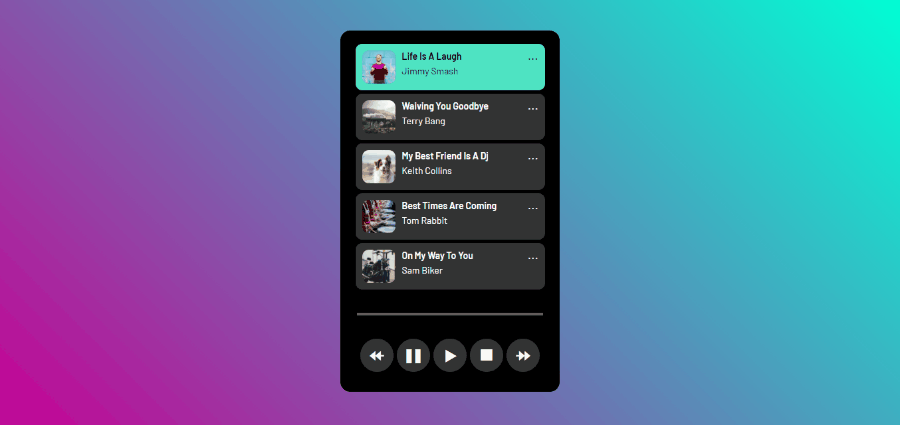 Life Is A Laugh
Jimmy Smash
Waiving You Goodbye
Terry Bang
My Best Friend Is A Dj
Keith Collins
Best Times Are Coming
Tom Rabbit
On My Way To You
Sam Biker